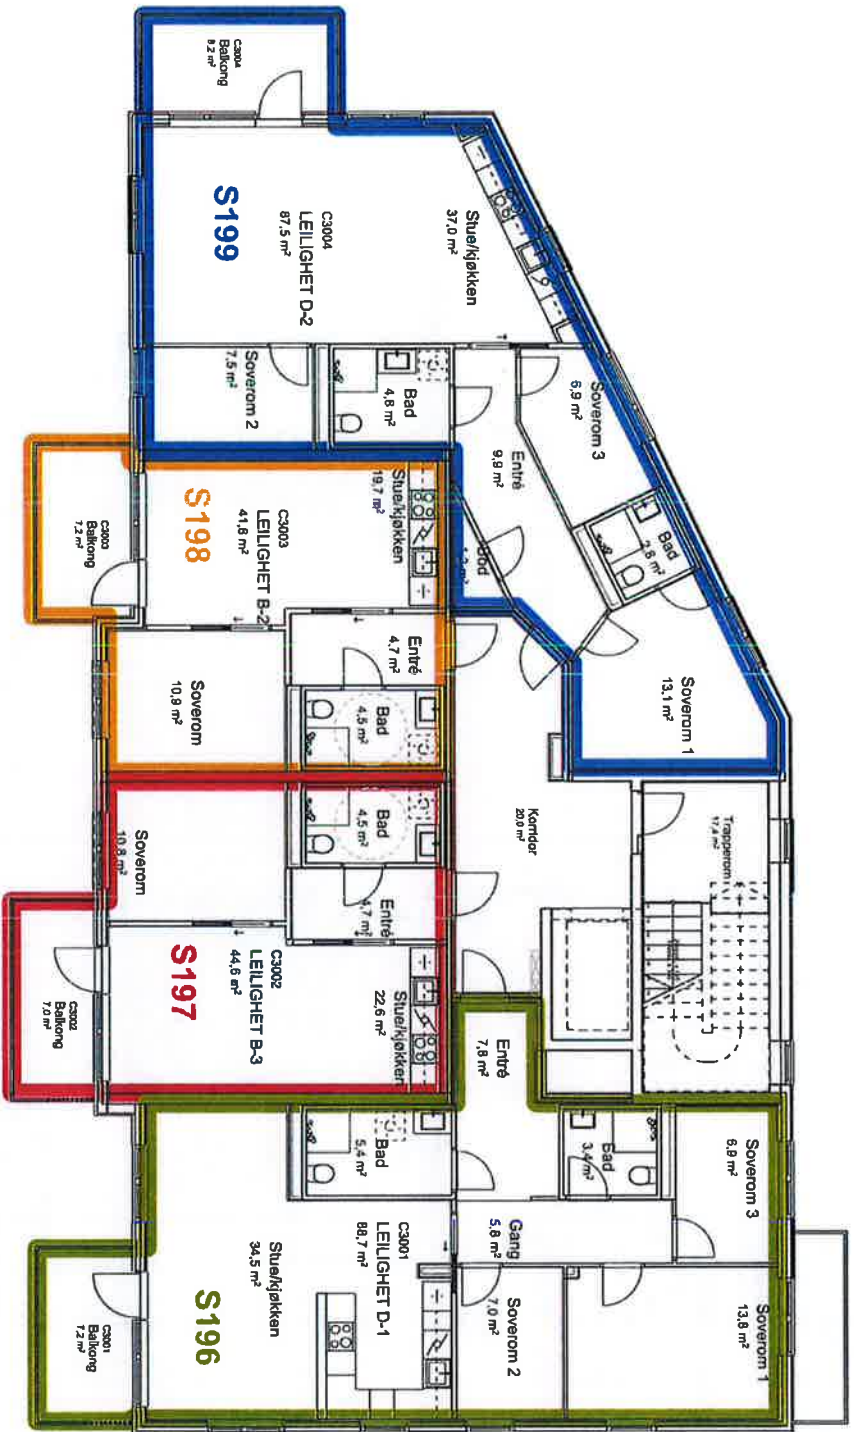 C3004
Balkong
8,2 m²
S199
C3004
LEILIGHET D-2
87,5 m²
Stue/kjøkken
37,0 m²
Soverom 2
7,5 m²
Bad
4,8 m²
Entré
9,9 m²
Soverom 3
6,9 m²
Bad
2,6 m²
Bod
Soverom 1
13,1 m²
C3003
Balkong
7,2 m²
S198
C3003
LEILIGHET B-2
41,6 m²
Stue/kjøkken
19,7 m²
Entré
4,7 m²
Soverom
10,9 m²
Bad
4,5 m²
Korridor
20,0 m²
Trapperom
17,4 m²
Soverom
10,8 m²
Bad
4,5 m²
Entré
4,7 m²
S197
C3002
LEILIGHET B-3
44,6 m²
Stue/kjøkken
22,6 m²
C3002
Balkong
7,0 m²
Entré
7,8 m²
Bad
5,4 m²
Bad
3,4 m²
Soverom 3
6,9 m²
Gang
5,8 m²
C3001
LEILIGHET D-1
88,7 m²
Stue/kjøkken
34,5 m²
S196
Soverom 2
7,0 m²
Soverom 1
13,8 m²
C3001
Balkong
7,2 m²